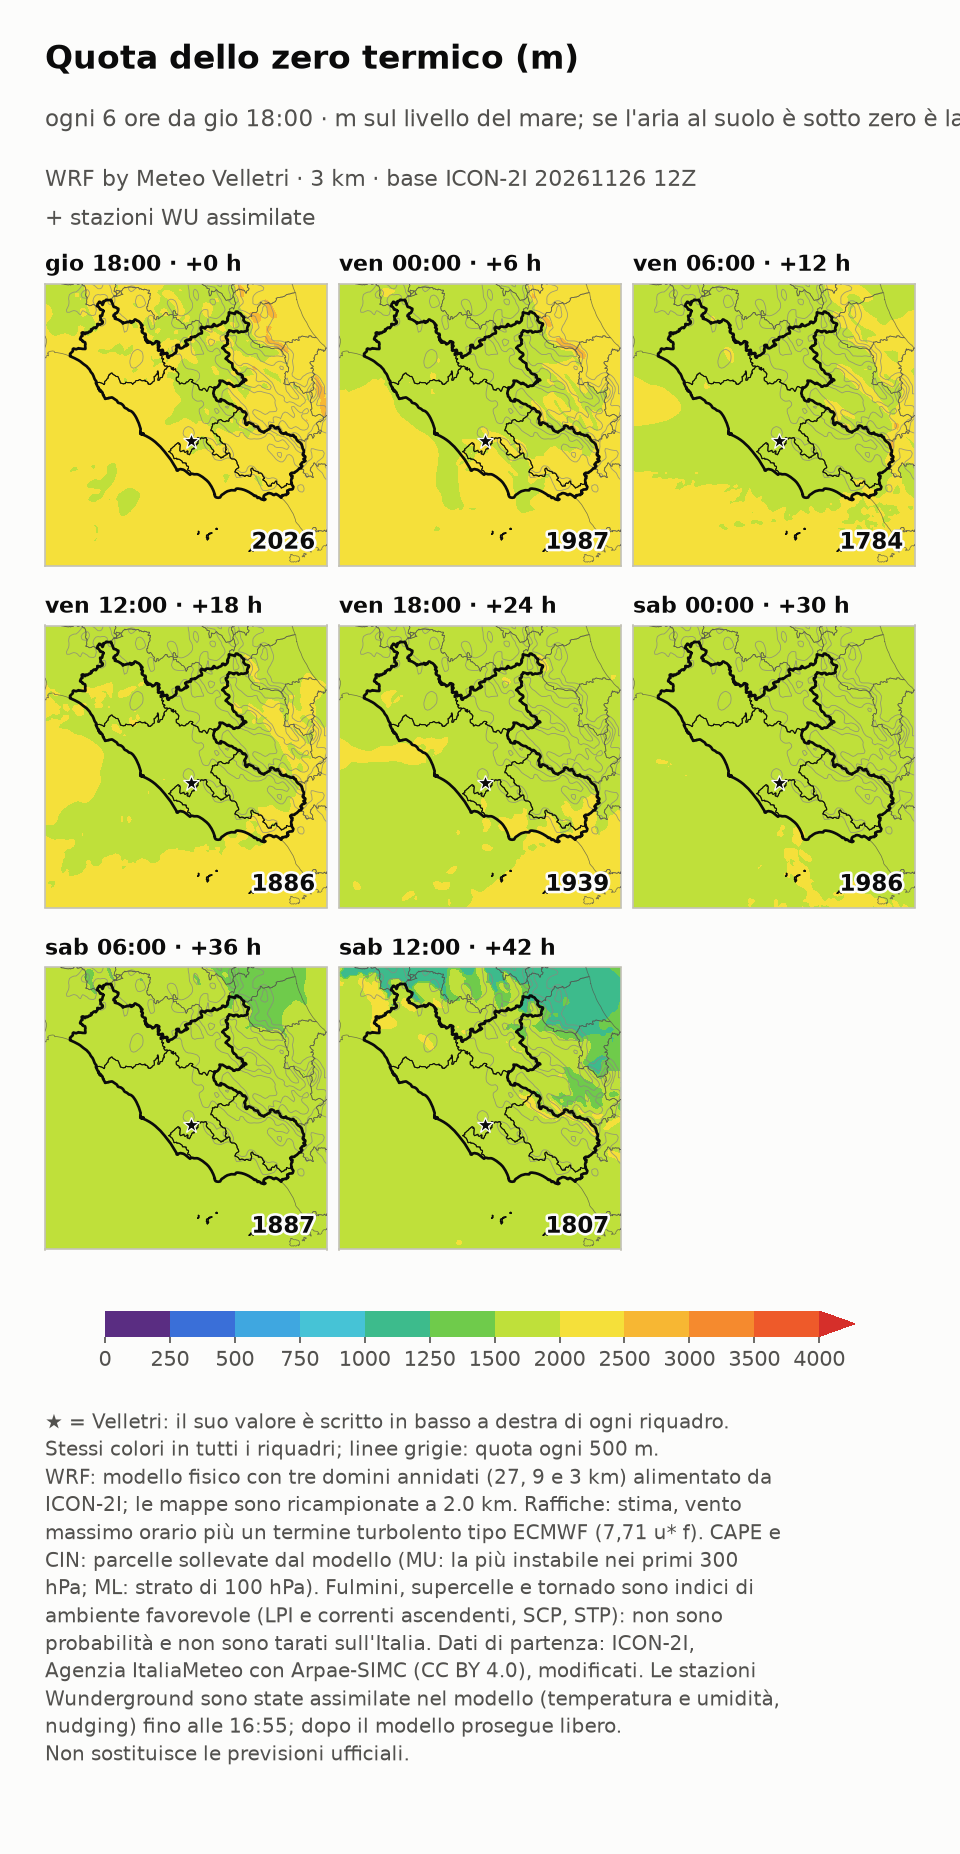 Quota dello zero termico (m)
ogni 6 ore da gio 18:00 · m sul livello del mare; se l'aria al suolo è sotto zero è la
WRF by Meteo Velletri · 3 km · base ICON-2I 20261126 12Z
+ stazioni WU assimilate
gio 18:00 · +0 h
ven 00:00 · +6 h
ven 06:00 · +12 h
2026
1987
1784
ven 12:00 · +18 h
ven 18:00 · +24 h
sab 00:00 · +30 h
1886
1939
1986
sab 06:00 · +36 h
sab 12:00 · +42 h
1887
1807
0 250 500 750 1000 1250 1500 2000 2500 3000 3500 4000
★ = Velletri: il suo valore è scritto in basso a destra di ogni riquadro.
Stessi colori in tutti i riquadri; linee grigie: quota ogni 500 m.
WRF: modello fisico con tre domini annidati (27, 9 e 3 km) alimentato da
ICON-2I; le mappe sono ricampionate a 2.0 km. Raffiche: stima, vento
massimo orario più un termine turbolento tipo ECMWF (7,71 u* f). CAPE e
CIN: parcelle sollevate dal modello (MU: la più instabile nei primi 300
hPa; ML: strato di 100 hPa). Fulmini, supercelle e tornado sono indici di
ambiente favorevole (LPI e correnti ascendenti, SCP, STP): non sono
probabilità e non sono tarati sull'Italia. Dati di partenza: ICON-2I,
Agenzia ItaliaMeteo con Arpae-SIMC (CC BY 4.0), modificati. Le stazioni
Wunderground sono state assimilate nel modello (temperatura e umidità,
nudging) fino alle 16:55; dopo il modello prosegue libero.
Non sostituisce le previsioni ufficiali.